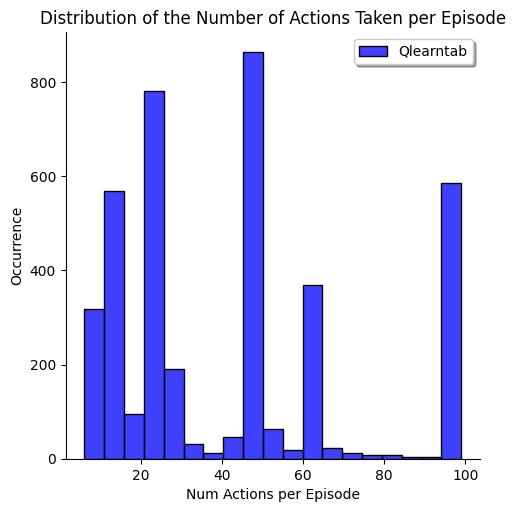 Distribution of the Number of Actions Taken per Episode
Qlearntab
800
600
400
200
0
Occurrence
20 40 60 80 100
Num Actions per Episode